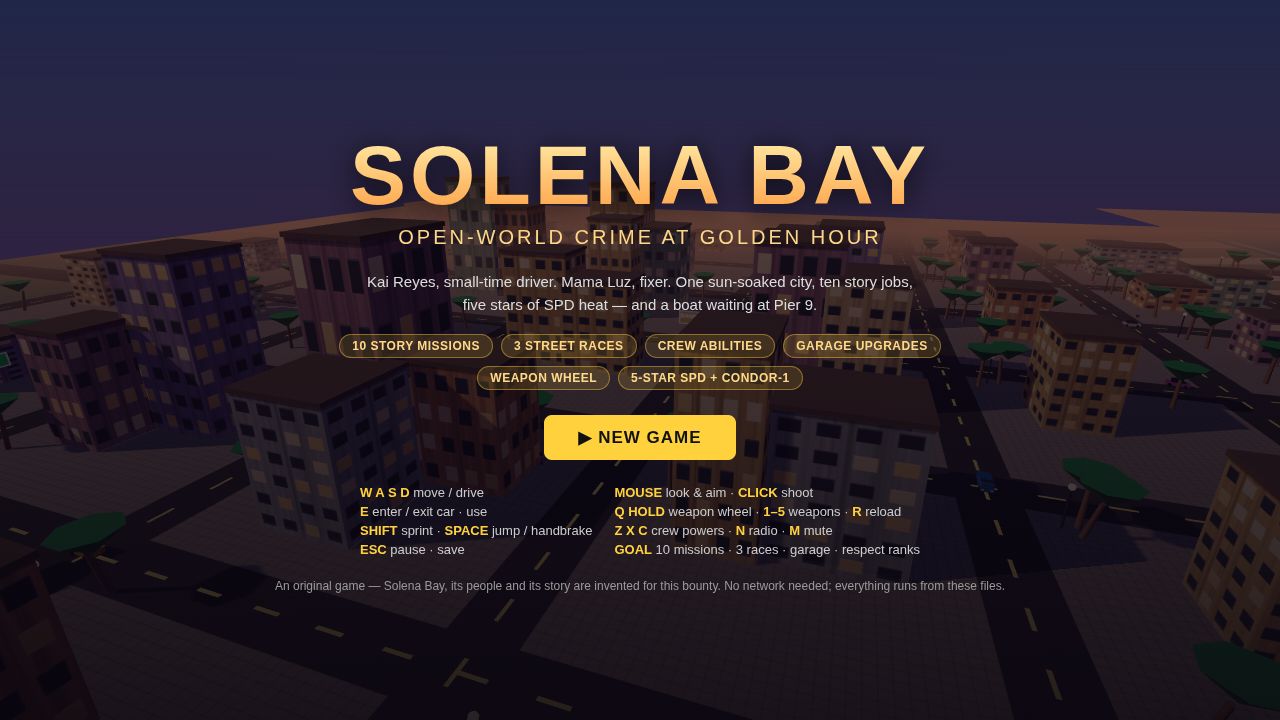 SOLENA BAY
OPEN-WORLD CRIME AT GOLDEN HOUR
Kai Reyes, small-time driver. Mama Luz, fixer. One sun-soaked city, ten story jobs,
five stars of SPD heat — and a boat waiting at Pier 9.
10 STORY MISSIONS 3 STREET RACES CREW ABILITIES GARAGE UPGRADES
WEAPON WHEEL 5-STAR SPD + CONDOR-1
▶ NEW GAME
W A S D move / drive
E enter / exit car · use
SHIFT sprint · SPACE jump / handbrake
ESC pause · save
MOUSE look & aim · CLICK shoot
Q HOLD weapon wheel · 1–5 weapons · R reload
Z X C crew powers · N radio · M mute
GOAL 10 missions · 3 races · garage · respect ranks
An original game — Solena Bay, its people and its story are invented for this bounty. No network needed; everything runs from these files.